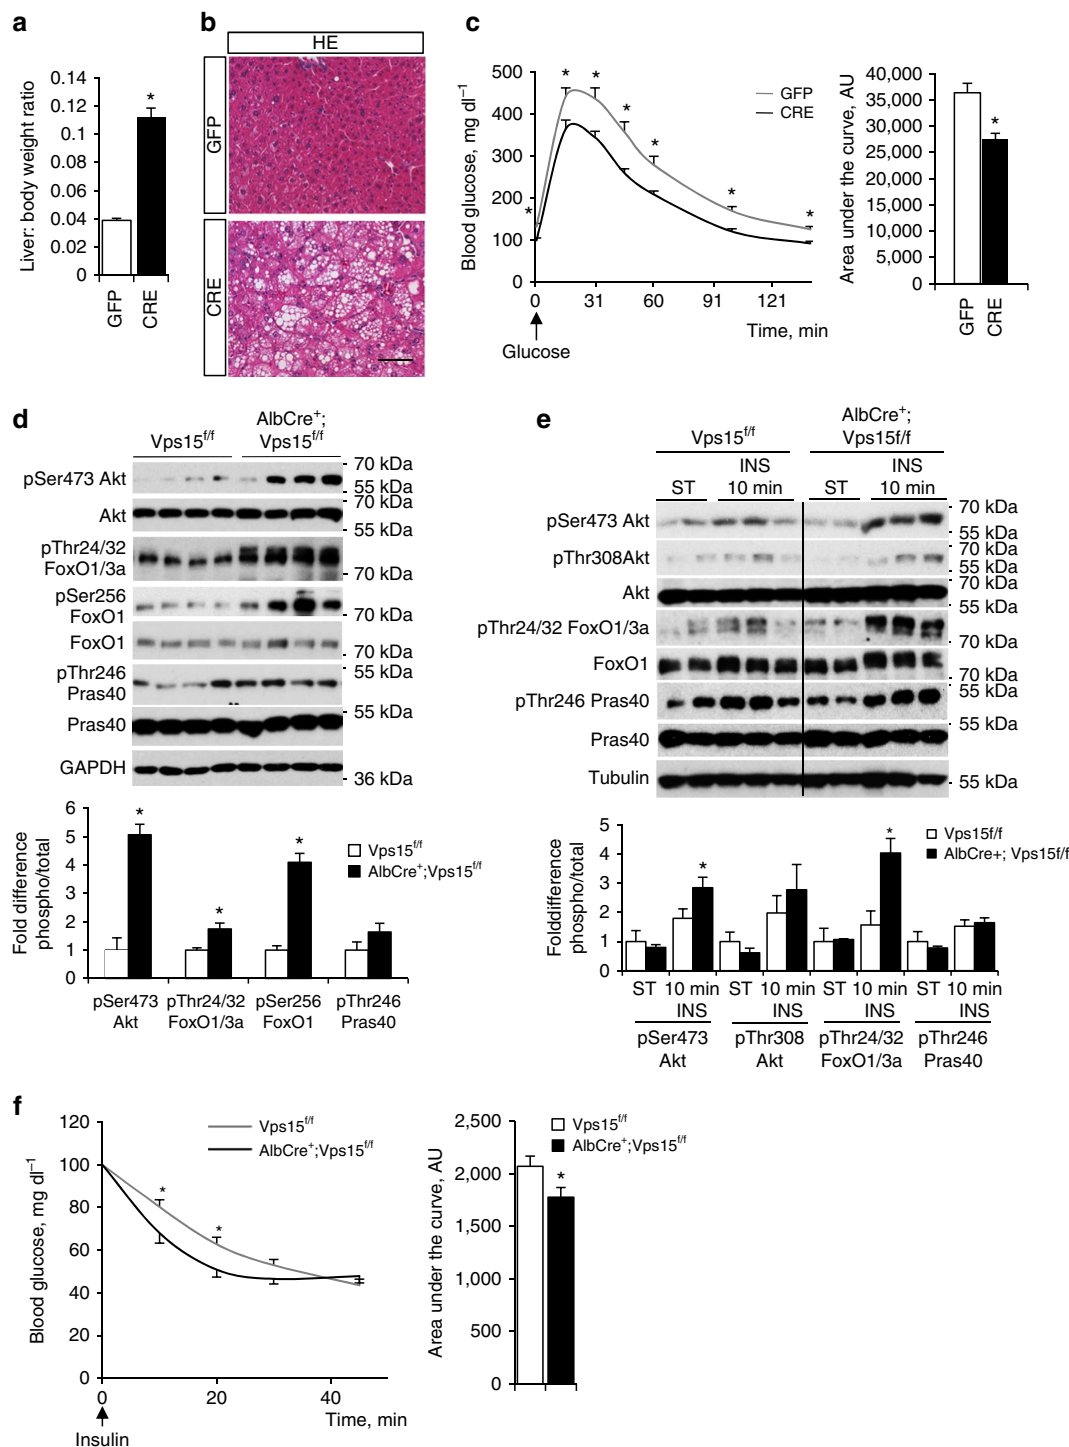 a
Liver: body weight ratio
0.14
0.12
0.1
0.08
0.06
0.04
0.02
0
*
GFP
CRE
b
HE
GFP
CRE
c
Blood glucose, mg dl–1
500
400
300
200
100
0
* * * * * * *
GFP
CRE
0 31 60 91 121
Time, min
Glucose
Area under the curve, AU
40,000
35,000
30,000
25,000
20,000
15,000
10,000
5,000
0
*
GFP
CRE
d
Vps15f/f
AlbCre+;
Vps15f/f
pSer473 Akt
70 kDa
55 kDa
Akt
70 kDa
55 kDa
pThr24/32
FoxO1/3a
70 kDa
pSer256
FoxO1
70 kDa
FoxO1
70 kDa
pThr246
Pras40
55 kDa
Pras40
55 kDa
GAPDH
36 kDa
Fold difference
phospho/total
6
5
4
3
2
1
0
* * *
Vps15f/f
AlbCre+;Vps15f/f
pSer473
Akt
pThr24/32
FoxO1/3a
pSer256
FoxO1
pThr246
Pras40
e
Vps15f/f
AlbCre+;
Vps15f/f
ST
INS
10 min
ST
INS
10 min
pSer473 Akt
70 kDa
55 kDa
pThr308Akt
70 kDa
55 kDa
Akt
70 kDa
55 kDa
pThr24/32 FoxO1/3a
70 kDa
FoxO1
70 kDa
pThr246 Pras40
55 kDa
Pras40
55 kDa
Tubulin
55 kDa
Folddifference
phospho/total
5
4
3
2
1
0
* *
Vps15f/f
AlbCre+; Vps15f/f
ST 10 min ST 10 min ST 10 min ST 10 min
INS INS INS INS
pSer473
Akt
pThr308
Akt
pThr24/32
FoxO1/3a
pThr246
Pras40
f
Blood glucose, mg dl–1
120
100
80
60
40
20
0
* *
Vps15f/f
AlbCre+;Vps15f/f
0 20 40
Time, min
Insulin
Area under the curve, AU
2,500
2,000
1,500
1,000
500
0
*
Vps15f/f
AlbCre+;Vps15f/f